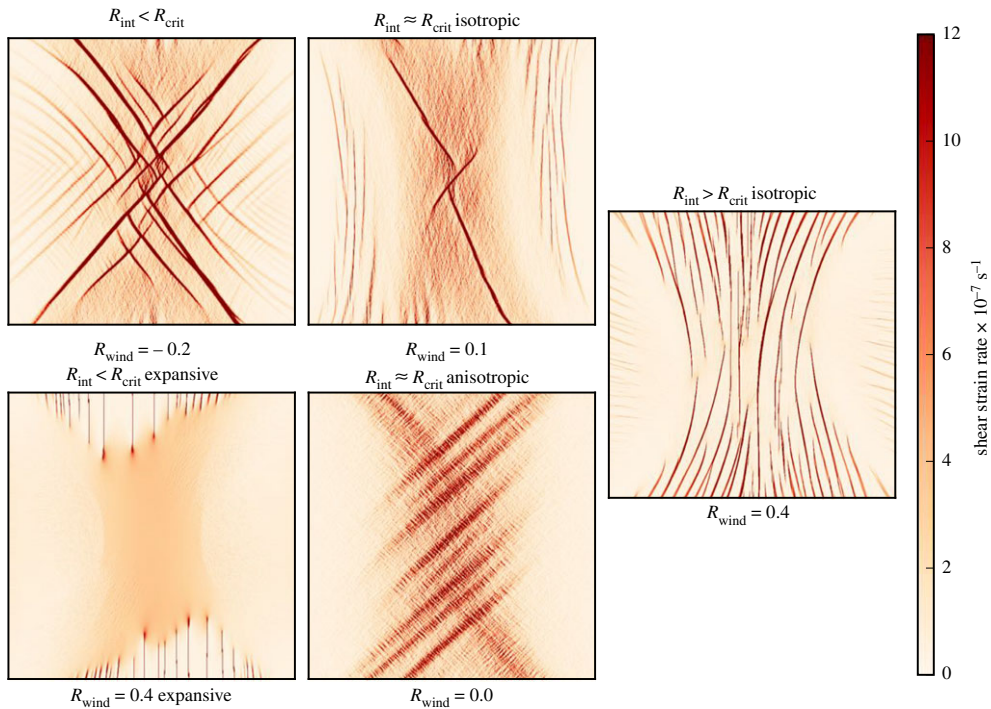 R_int < R_crit
R_int ≈ R_crit isotropic
R_wind = – 0.2
R_wind = 0.1
R_int < R_crit expansive
R_int ≈ R_crit anisotropic
R_wind = 0.4 expansive
R_wind = 0.0
R_int > R_crit isotropic
R_wind = 0.4
12
10
8
6
4
2
0
shear strain rate × 10⁻⁷ s⁻¹